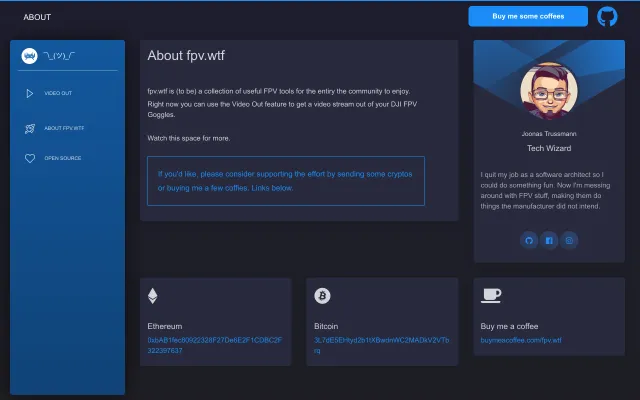 ABOUT
Buy me some coffees
¯\_(ツ)_/¯
VIDEO OUT
ABOUT FPV.WTF
OPEN SOURCE
About fpv.wtf
fpv.wtf is (to be) a collection of useful FPV tools for the entiry the community to enjoy.
Right now you can use the Video Out feature to get a video stream out of your DJI FPV
Goggles.
Watch this space for more.
If you'd like, please consider supporting the effort by sending some cryptos
or buying me a few coffies. Links below.
Joonas Trussmann
Tech Wizard
I quit my job as a software architect so I
could do something fun. Now I'm messing
around with FPV stuff, making them do
things the manufacturer did not intend.
Ethereum
322397637
Bitcoin
rq
Buy me a coffee
buymeacoffee.com/fpv.wtf